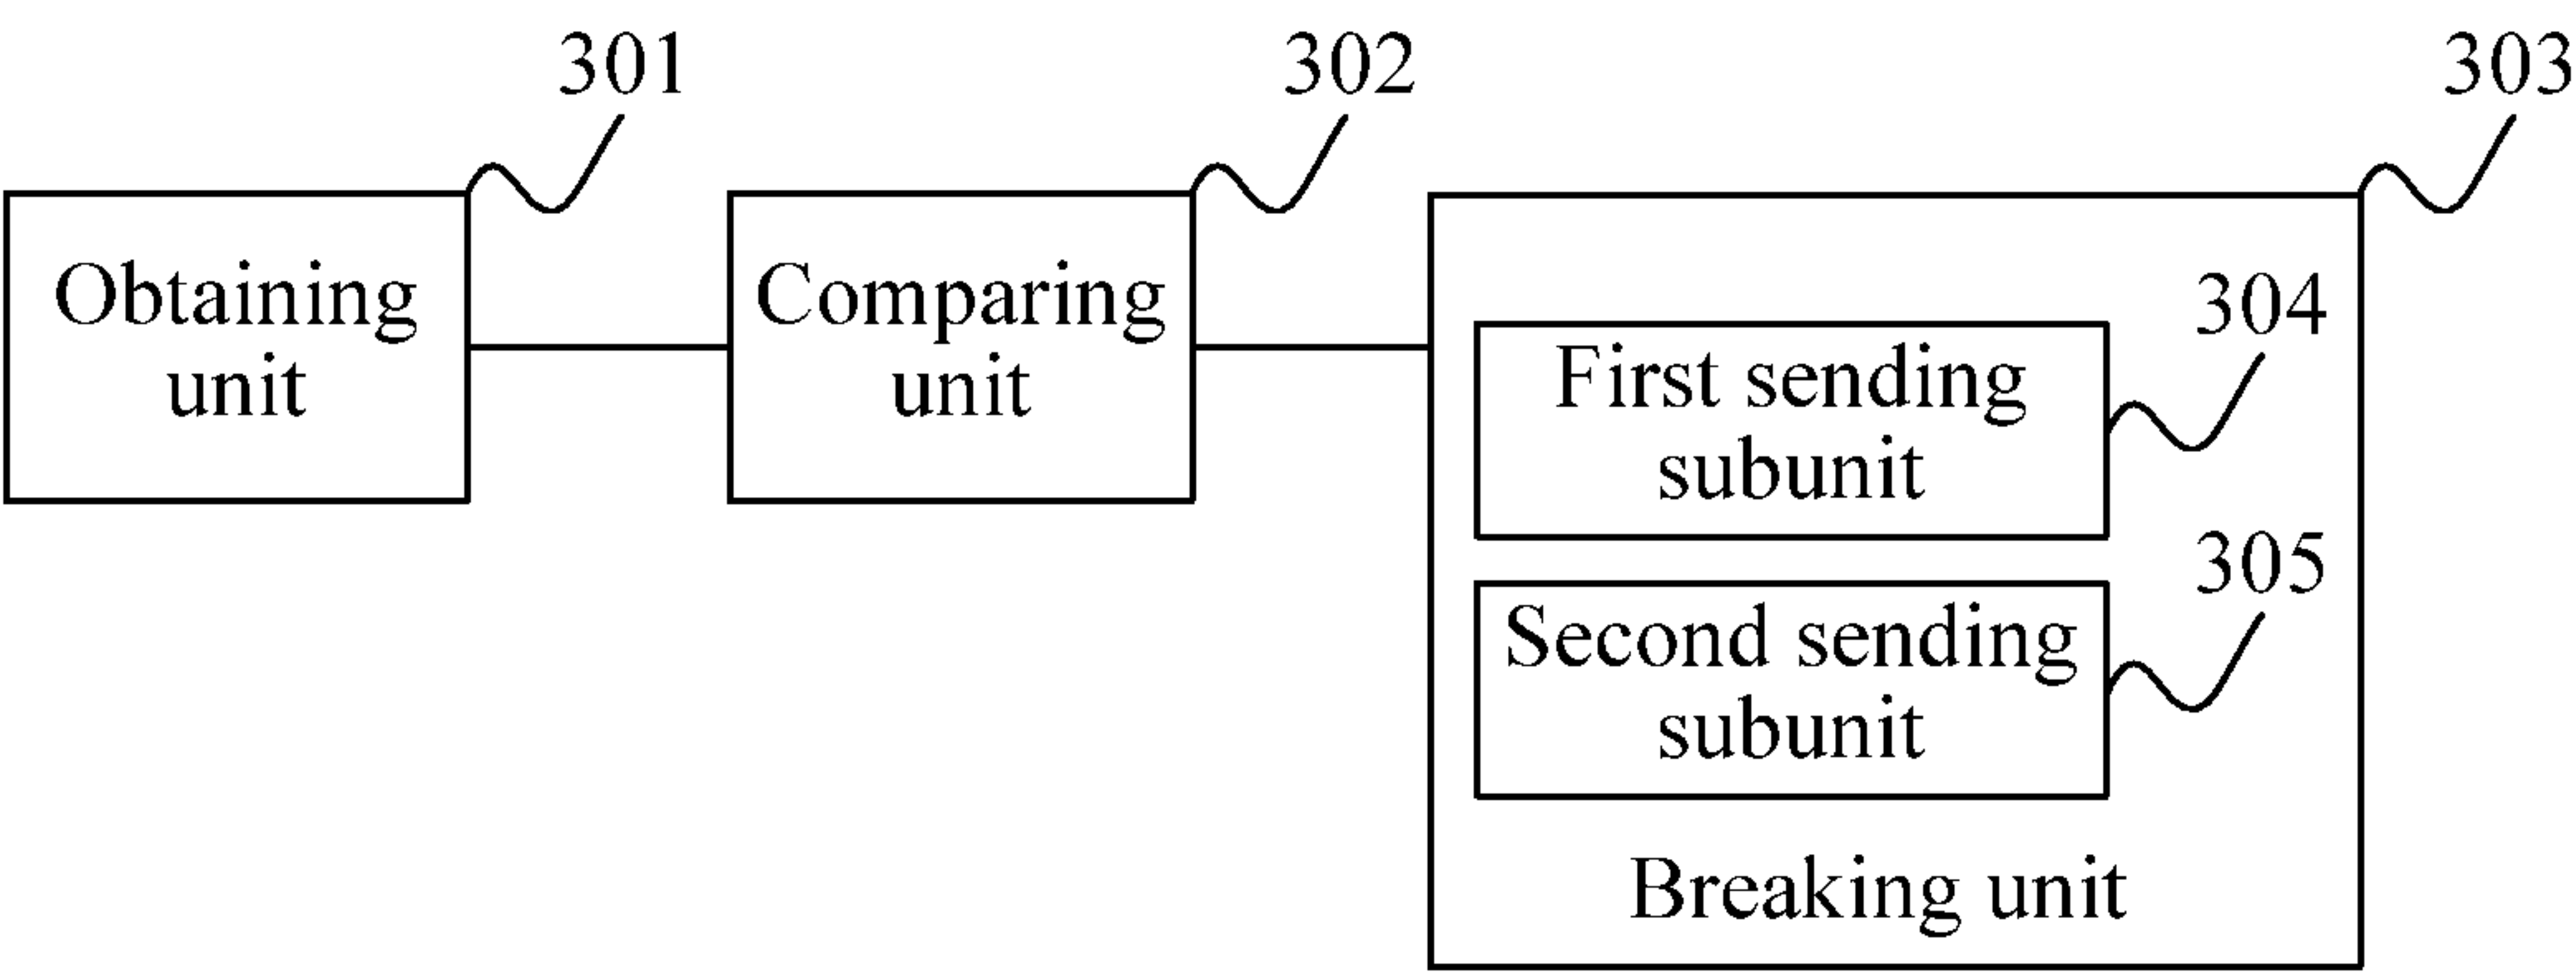 301
302
303
Obtaining
unit
Comparing
unit
304
First sending
subunit
305
Second sending
subunit
Breaking unit